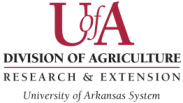 UofA
DIVISION OF AGRICULTURE
RESEARCH & EXTENSION
University of Arkansas System